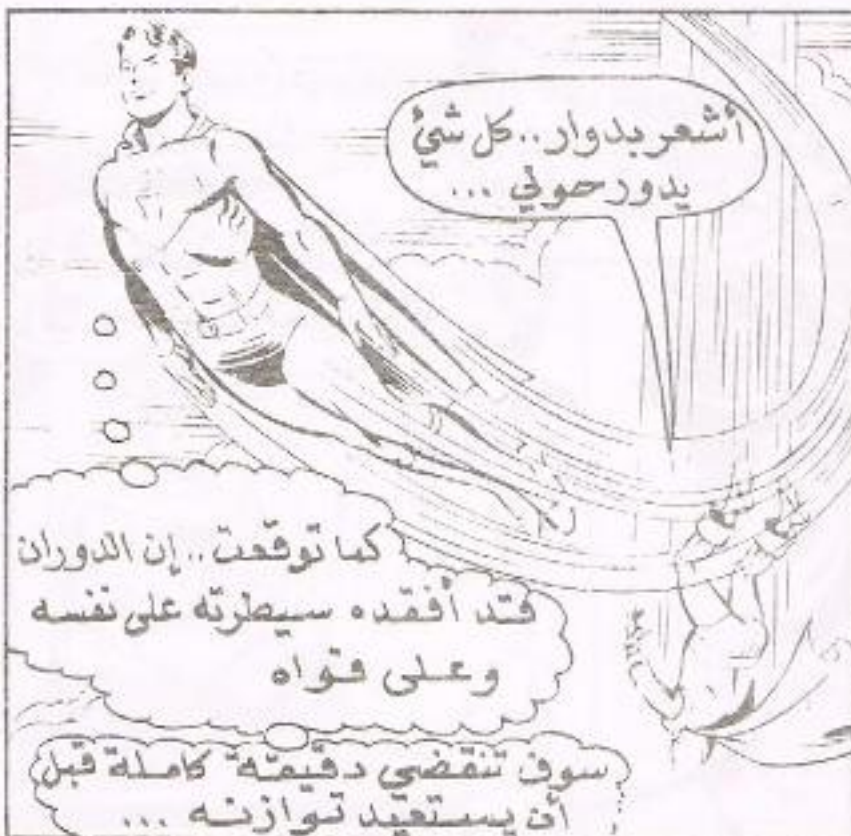 أشعر بدوار..كل شيئ
يدور حولي ...
كما توقعت..إن الدوران
قد أفقده سيطرته على نفسه
وعلى قواه
سوف تنقضي دقيقة كاملة قبل
أن يستعيد توازنه ...